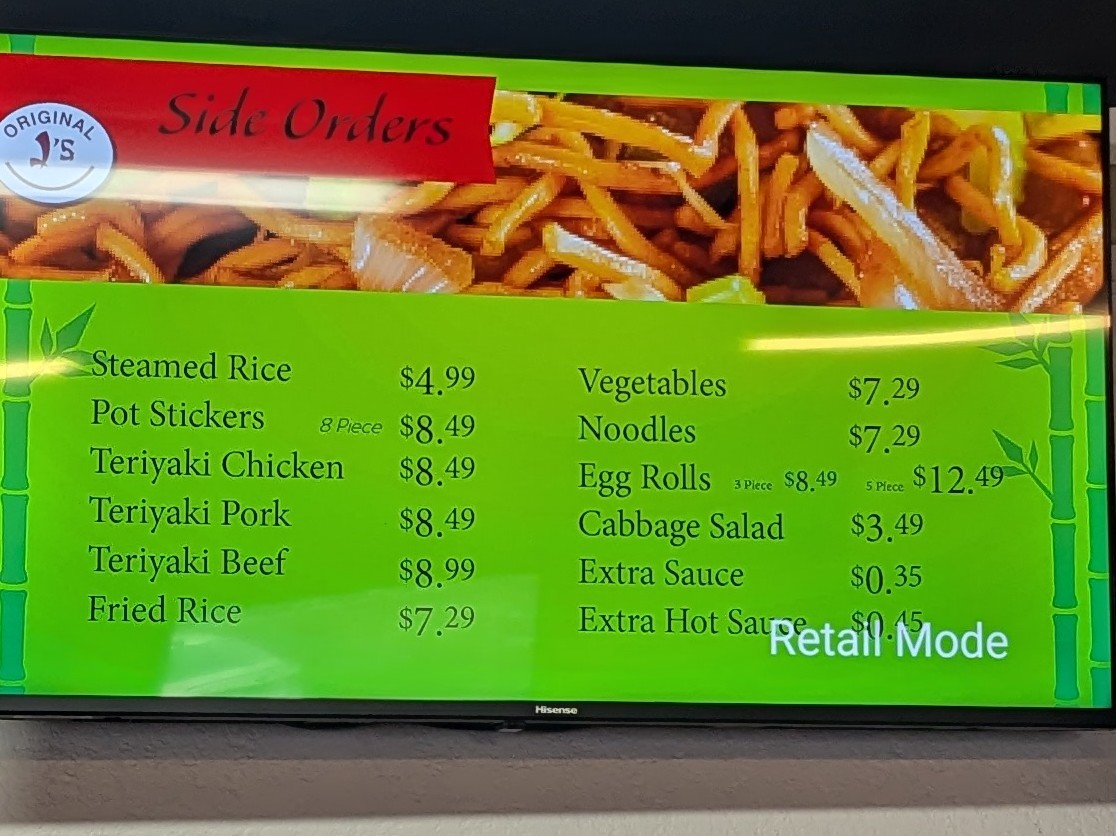 ORIGINAL
J'S
Side Orders
Steamed Rice $4.99
Pot Stickers 8 Piece $8.49
Teriyaki Chicken $8.49
Teriyaki Pork $8.49
Teriyaki Beef $8.99
Fried Rice $7.29
Vegetables $7.29
Noodles $7.29
Egg Rolls 3 Piece $8.49 5 Piece $12.49
Cabbage Salad $3.49
Extra Sauce $0.35
Extra Hot Sauce $0.45
Retail Mode
Hisense